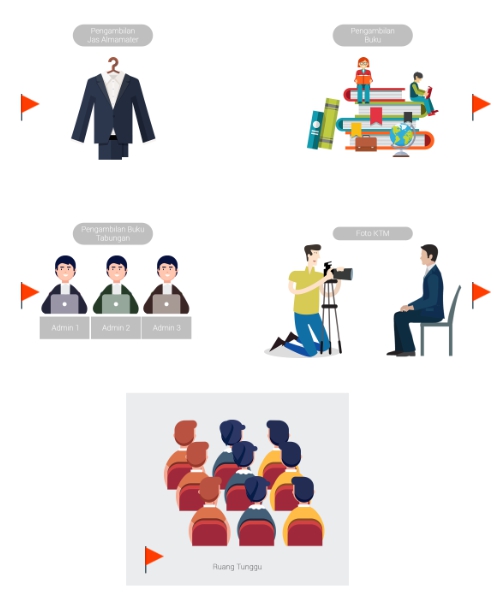 Pengambilan
Jas Almamater
Pengambilan
Buku
Pengambilan Buku
Tabungan
Foto KTM
Admin 1
Admin 2
Admin 3
Ruang Tunggu